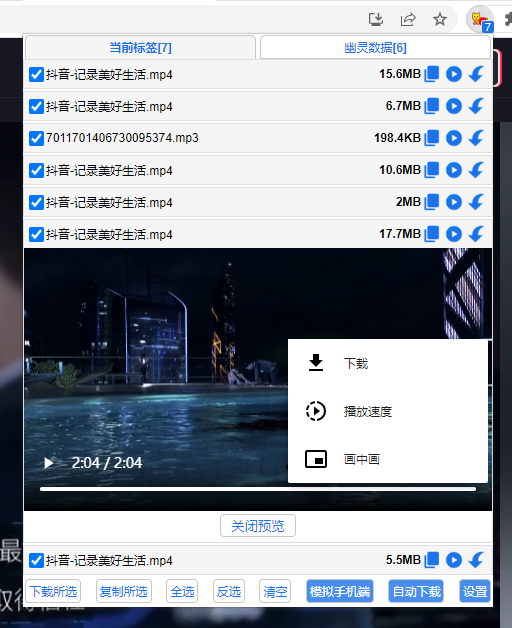 7
当前标签[7] 幽灵数据[6]
抖音-记录美好生活.mp4 15.6MB
抖音-记录美好生活.mp4 6.7MB
7011701406730095374.mp3 198.4KB
抖音-记录美好生活.mp4 10.6MB
抖音-记录美好生活.mp4 2MB
抖音-记录美好生活.mp4 17.7MB
下载
播放速度
画中画
2:04 / 2:04
关闭预览
最
抖音-记录美好生活.mp4 5.5MB
下载所选 复制所选 全选 反选 清空 模拟手机端 自动下载 设置